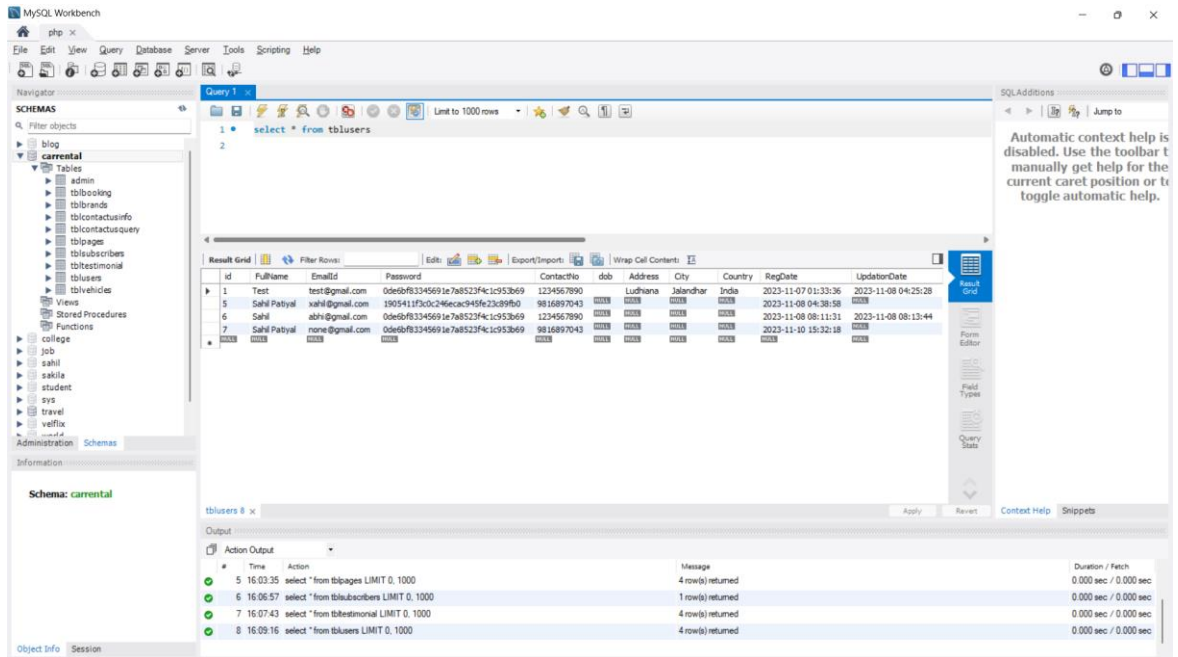 MySQL Workbench
php ×
File Edit View Query Database Server Tools Scripting Help
Navigator
SCHEMAS
Filter objects
blog
carrental
Tables
admin
tblbooking
tblbrands
tblcontactusinfo
tblcontactusquery
tblpages
tblsubscribers
tbltestimonial
tblusers
tblvehicles
Views
Stored Procedures
Functions
college
job
sahil
sakila
student
sys
travel
velflix
world
Administration Schemas
Information
Schema: carrental
Object Info Session
Query 1 ×
Limit to 1000 rows
1 select * from tblusers
2
Result Grid Filter Rows: Edit: Export/Import: Wrap Cell Content:
id FullName EmailId Password ContactNo dob Address City Country RegDate UpdationDate
1 Test test@gmail.com 0de6bf83345691e7a8523f4c1c953b69 1234567890 Ludhiana Jalandhar India 2023-11-07 01:33:36 2023-11-08 04:25:28
5 Sahil Patiyal xahil@gmail.com 1905411f3c0c246ecac945fe23c89fb0 9816897043 NULL NULL NULL NULL 2023-11-08 04:38:58 NULL
6 Sahil abhi@gmail.com 0de6bf83345691e7a8523f4c1c953b69 1234567890 NULL NULL NULL NULL 2023-11-08 08:11:31 2023-11-08 08:13:44
7 Sahil Patiyal none@gmail.com 0de6bf83345691e7a8523f4c1c953b69 9816897043 NULL NULL NULL NULL 2023-11-10 15:32:18 NULL
NULL NULL NULL NULL NULL NULL NULL NULL NULL NULL NULL
Result
Grid
Form
Editor
Field
Types
Query
Stats
tblusers 8 ×
Apply Revert
Output
Action Output
# Time Action Message Duration / Fetch
5 16:03:35 select * from tblpages LIMIT 0, 1000 4 row(s) returned 0.000 sec / 0.000 sec
6 16:06:57 select * from tblsubscribers LIMIT 0, 1000 1 row(s) returned 0.000 sec / 0.000 sec
7 16:07:43 select * from tbltestimonial LIMIT 0, 1000 4 row(s) returned 0.000 sec / 0.000 sec
8 16:09:16 select * from tblusers LIMIT 0, 1000 4 row(s) returned 0.000 sec / 0.000 sec
SQLAdditions
Jump to
Automatic context help is
disabled. Use the toolbar t
manually get help for the
current caret position or to
toggle automatic help.
Context Help Snippets